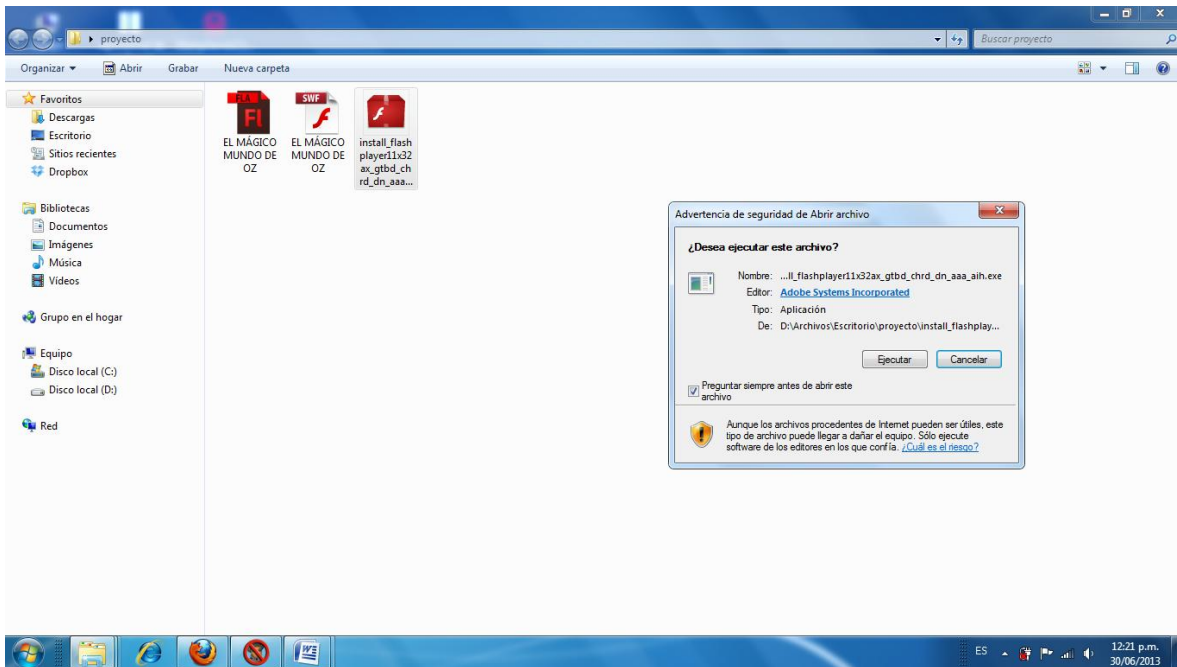 proyecto
Buscar proyecto
Organizar
Abrir
Grabar
Nueva carpeta
Favoritos
Descargas
Escritorio
Sitios recientes
Dropbox
Bibliotecas
Documentos
Imágenes
Música
Vídeos
Grupo en el hogar
Equipo
Disco local (C:)
Disco local (D:)
Red
FLA
Fl
EL MÁGICO
MUNDO DE
OZ
SWF
EL MÁGICO
MUNDO DE
OZ
install_flash
player11x32
ax_gtbd_ch
rd_dn_aaa...
Advertencia de seguridad de Abrir archivo
¿Desea ejecutar este archivo?
Nombre: ...ll_flashplayer11x32ax_gtbd_chrd_dn_aaa_aih.exe
Editor: Adobe Systems Incorporated
Tipo: Aplicación
De: D:\Archivos\Escritorio\proyecto\install_flashplay...
Ejecutar
Cancelar
Preguntar siempre antes de abrir este
archivo
Aunque los archivos procedentes de Internet pueden ser útiles, este
tipo de archivo puede llegar a dañar el equipo. Sólo ejecute
software de los editores en los que confía. ¿Cuál es el riesgo?
ES
12:21 p.m.
30/06/2013